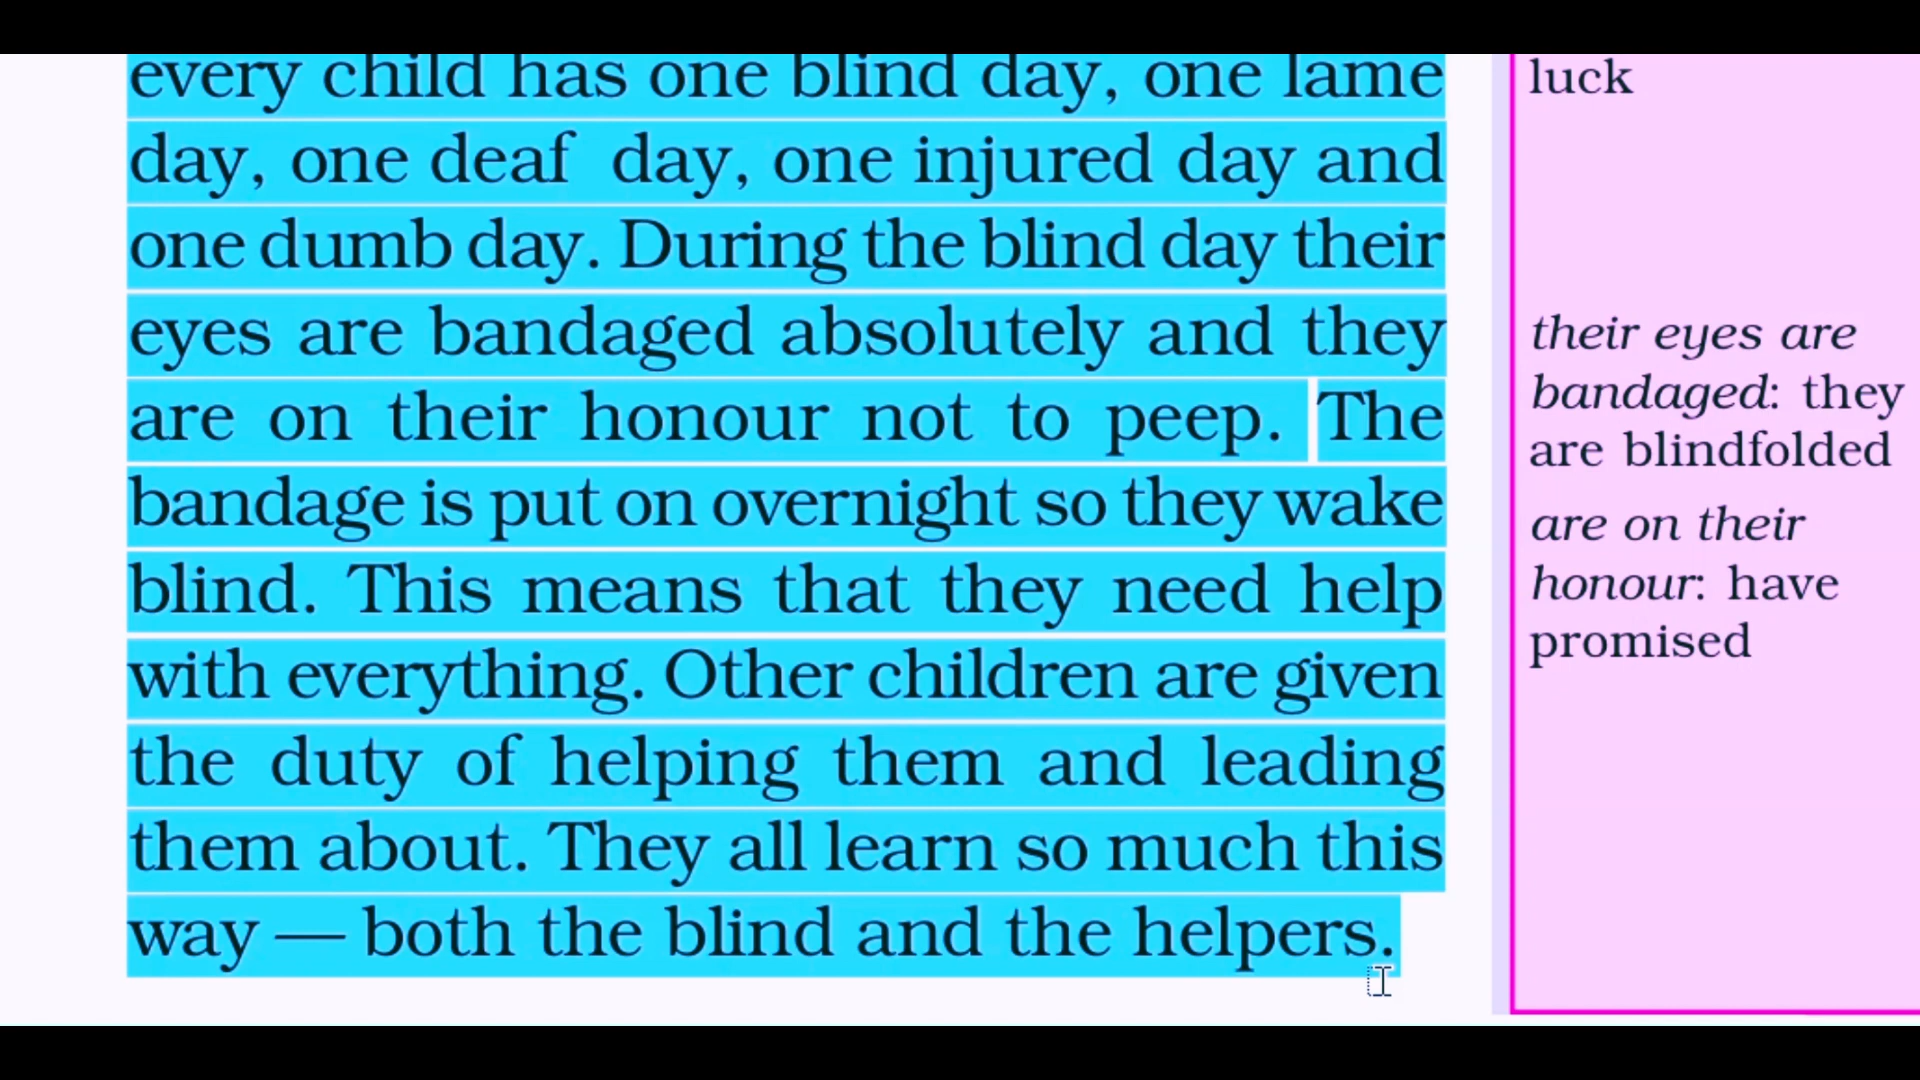 every child has one blind day, one lame
day, one deaf day, one injured day and
one dumb day. During the blind day their
eyes are bandaged absolutely and they
are on their honour not to peep. The
bandage is put on overnight so they wake
blind. This means that they need help
with everything. Other children are given
the duty of helping them and leading
them about. They all learn so much this
way — both the blind and the helpers.
luck
their eyes are
bandaged: they
are blindfolded
are on their
honour: have
promised